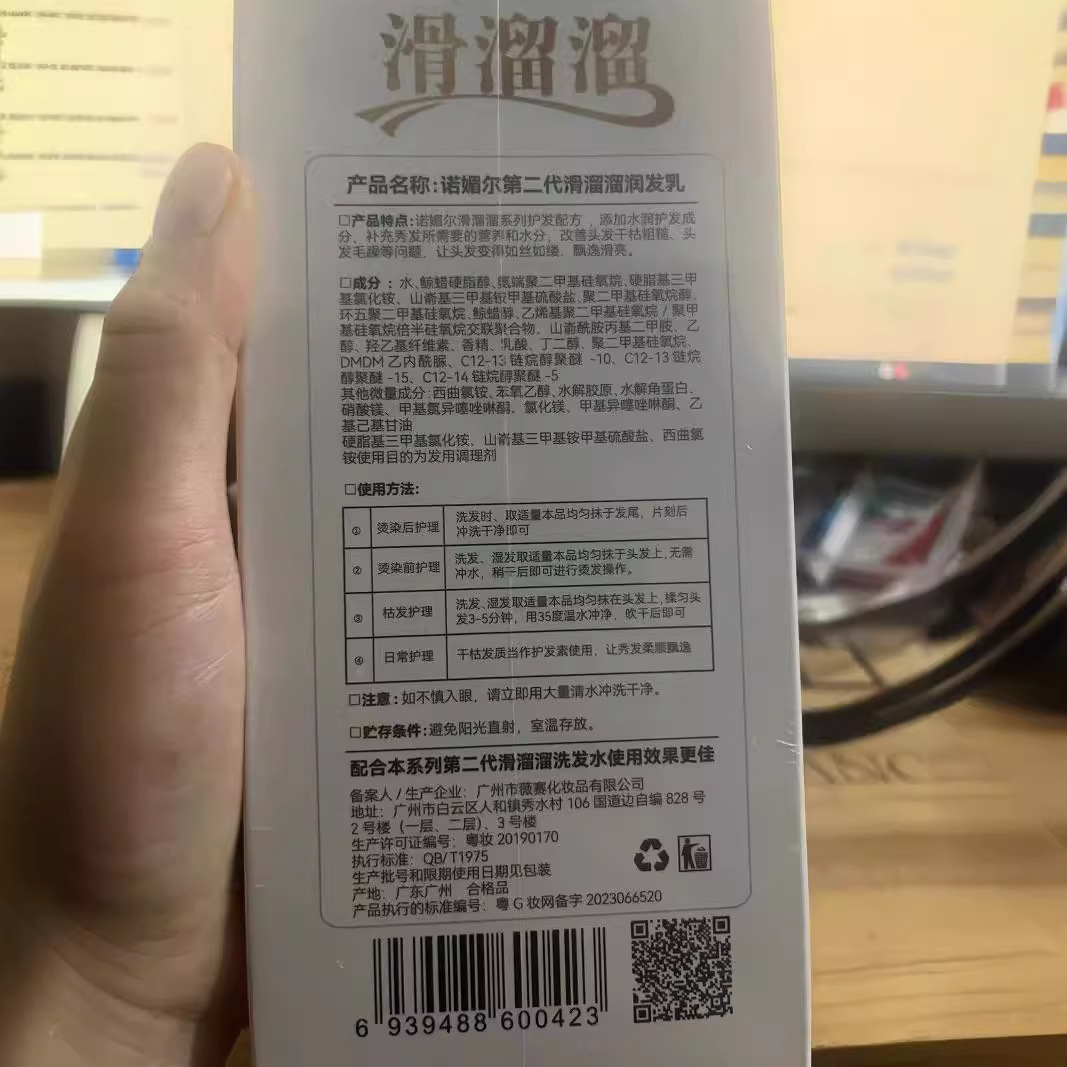 滑溜溜
产品名称:诺媚尔第二代滑溜溜润发乳
□产品特点:诺媚尔滑溜溜系列护发配方，添加水润护发成
分，补充秀发所需要的营养和水分，改善头发干枯粗糙、头
发毛躁等问题，让头发变得如丝如缕，飘逸滑亮。
□成分：水、鲸蜡硬脂醇、氨端聚二甲基硅氧烷、硬脂基三甲
基氯化铵、山嵛基三甲基铵甲基硫酸盐、聚二甲基硅氧烷醇、
环五聚二甲基硅氧烷、鲸蜡醇、乙烯基聚二甲基硅氧烷/聚甲
基硅氧烷倍半硅氧烷交联聚合物、山嵛酰胺丙基二甲胺、乙
醇、羟乙基纤维素、香精、乳酸、丁二醇、聚二甲基硅氧烷、
DMDM 乙内酰脲、C12-13 链烷醇聚醚 -10、C12-13 链烷
醇聚醚 -15、C12-14 链烷醇聚醚 -5
其他微量成分:西曲氯铵、苯氧乙醇、水解胶原、水解角蛋白、
硝酸镁、甲基氯异噻唑啉酮、氯化镁、甲基异噻唑啉酮、乙
基己基甘油
硬脂基三甲基氯化铵、山嵛基三甲基铵甲基硫酸盐、西曲氯
铵使用目的为发用调理剂
□使用方法:
① 烫染后护理 洗发时、取适量本品均匀抹于发尾，片刻后
冲洗干净即可
② 烫染前护理 洗发、湿发取适量本品均匀抹于头发上,无需
冲水，稍干后即可进行烫发操作。
③ 枯发护理 洗发、湿发取适量本品均匀抹在头发上,揉匀头
发3-5分钟，用35度温水冲净，吹干后即可
④ 日常护理 干枯发质当作护发素使用，让秀发柔顺飘逸
□注意：如不慎入眼，请立即用大量清水冲洗干净。
□贮存条件:避免阳光直射，室温存放。
配合本系列第二代滑溜溜洗发水使用效果更佳
备案人/生产企业：广州市薇赛化妆品有限公司
地址：广州市白云区人和镇秀水村 106 国道边自编 828 号
2 号楼（一层、二层）、3 号楼
生产许可证编号：粤妆 20190170
执行标准：QB/T1975
生产批号和限期使用日期见包装
产地：广东广州 合格品
产品执行的标准编号：粤 G 妆网备字 2023066520
6 939488 600423